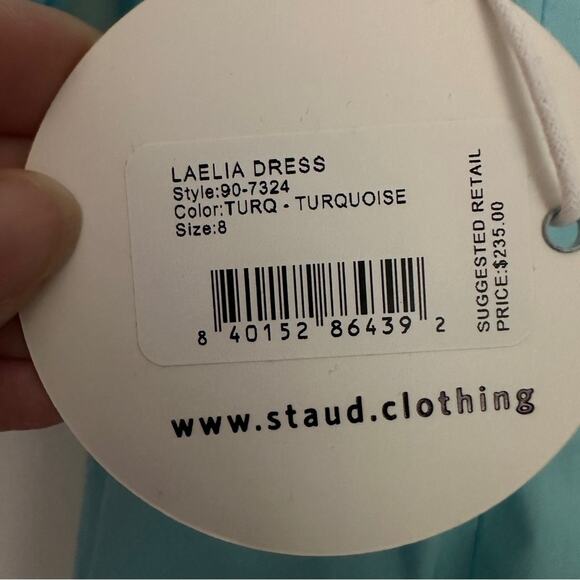 LAELIA DRESS
Style:90-7324
Color:TURQ - TURQUOISE
Size:8
8 40152 86439 2
SUGGESTED RETAIL
PRICE:$235.00
www.staud.clothing